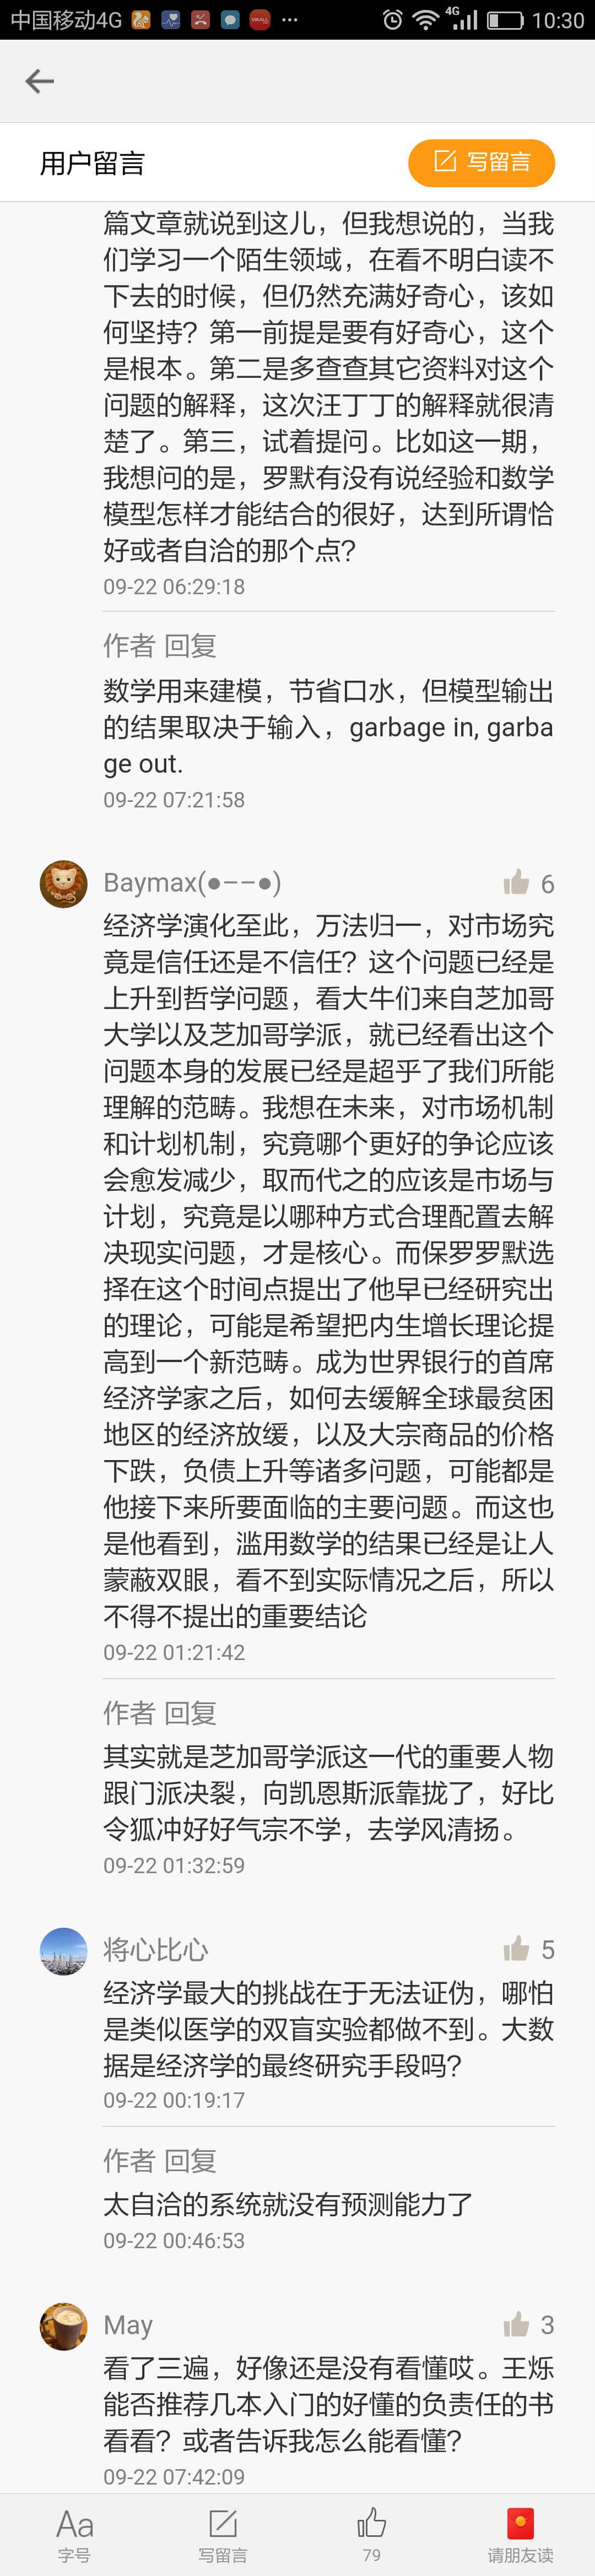 中国移动4G
4G
10:30
用户留言
写留言
篇文章就说到这儿，但我想说的，当我
们学习一个陌生领域，在看不明白读不
下去的时候，但仍然充满好奇心，该如
何坚持？第一前提是要有好奇心，这个
是根本。第二是多查查其它资料对这个
问题的解释，这次汪丁丁的解释就很清
楚了。第三，试着提问。比如这一期，
我想问的是，罗默有没有说经验和数学
模型怎样才能结合的很好，达到所谓恰
好或者自洽的那个点？
09-22 06:29:18
作者 回复
数学用来建模，节省口水，但模型输出
的结果取决于输入，garbage in, garba
ge out.
09-22 07:21:58
Baymax(●––●)
6
经济学演化至此，万法归一，对市场究
竟是信任还是不信任？这个问题已经是
上升到哲学问题，看大牛们来自芝加哥
大学以及芝加哥学派，就已经看出这个
问题本身的发展已经是超乎了我们所能
理解的范畴。我想在未来，对市场机制
和计划机制，究竟哪个更好的争论应该
会愈发减少，取而代之的应该是市场与
计划，究竟是以哪种方式合理配置去解
决现实问题，才是核心。而保罗罗默选
择在这个时间点提出了他早已经研究出
的理论，可能是希望把内生增长理论提
高到一个新范畴。成为世界银行的首席
经济学家之后，如何去缓解全球最贫困
地区的经济放缓，以及大宗商品的价格
下跌，负债上升等诸多问题，可能都是
他接下来所要面临的主要问题。而这也
是他看到，滥用数学的结果已经是让人
蒙蔽双眼，看不到实际情况之后，所以
不得不提出的重要结论
09-22 01:21:42
作者 回复
其实就是芝加哥学派这一代的重要人物
跟门派决裂，向凯恩斯派靠拢了，好比
令狐冲好好气宗不学，去学风清扬。
09-22 01:32:59
将心比心
5
经济学最大的挑战在于无法证伪，哪怕
是类似医学的双盲实验都做不到。大数
据是经济学的最终研究手段吗？
09-22 00:19:17
作者 回复
太自洽的系统就没有预测能力了
09-22 00:46:53
May
3
看了三遍，好像还是没有看懂哎。王烁
能否推荐几本入门的好懂的负责任的书
看看？或者告诉我怎么能看懂？
09-22 07:42:09
Aa
字号
写留言
79
请朋友读